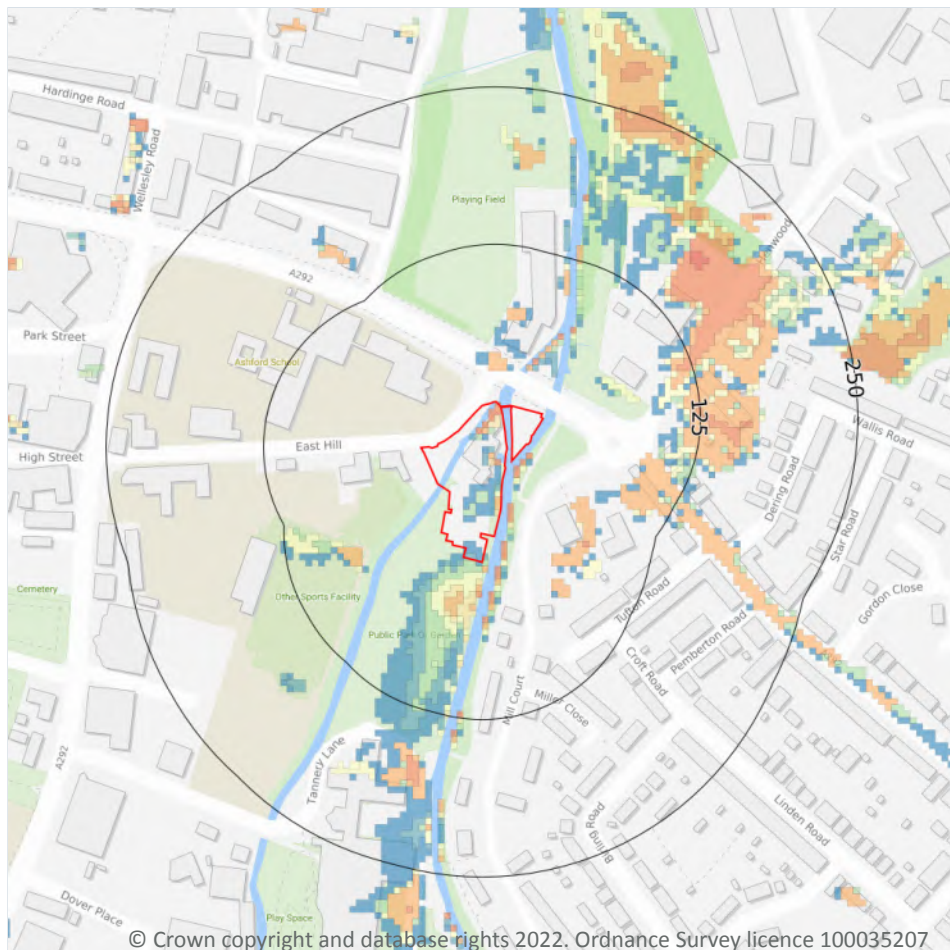 Hardinge Road
Wellesley Road
Playing Field
A292
Park Street
Ashford School
250
125
East Hill
High Street
Wallis Road
Dering Road
Star Road
Gordon Close
Cemetery
Other Sports Facility
Tufton Road
Pemberton Road
Public Park Or Garden
Croft Road
Mill Court
Miller Close
A292
Tannery Lane
Linden Road
Birling Road
Dover Place
Play Space
© Crown copyright and database rights 2022. Ordnance Survey licence 100035207